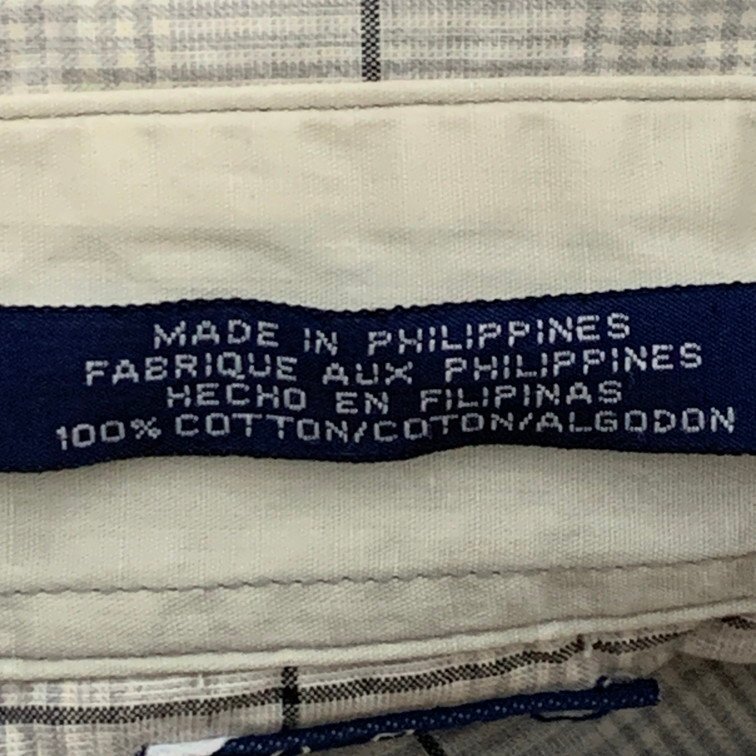 MADE IN PHILIPPINES
FABRIQUE AUX PHILIPPINES
HECHO EN FILIPINAS
100% COTTON/COTON/ALGODON